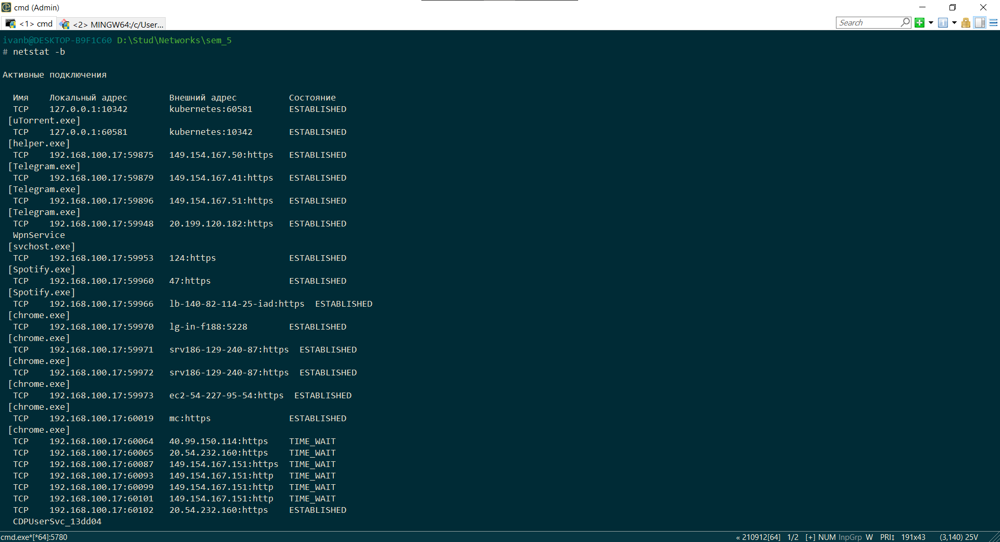 cmd (Admin)
<1> cmd
<2> MINGW64:/c/User...
Search
ivanb@DESKTOP-B9F1C60 D:\Stud\Networks\sem_5
# netstat -b
Активные подключения
Имя    Локальный адрес        Внешний адрес          Состояние
TCP    127.0.0.1:10342        kubernetes:60581       ESTABLISHED
[uTorrent.exe]
TCP    127.0.0.1:60581        kubernetes:10342       ESTABLISHED
[helper.exe]
TCP    192.168.100.17:59875   149.154.167.50:https   ESTABLISHED
[Telegram.exe]
TCP    192.168.100.17:59879   149.154.167.41:https   ESTABLISHED
[Telegram.exe]
TCP    192.168.100.17:59896   149.154.167.51:https   ESTABLISHED
[Telegram.exe]
TCP    192.168.100.17:59948   20.199.120.182:https   ESTABLISHED
WpnService
[svchost.exe]
TCP    192.168.100.17:59953   124:https              ESTABLISHED
[Spotify.exe]
TCP    192.168.100.17:59960   47:https               ESTABLISHED
[Spotify.exe]
TCP    192.168.100.17:59966   lb-140-82-114-25-iad:https  ESTABLISHED
[chrome.exe]
TCP    192.168.100.17:59970   lg-in-f188:5228        ESTABLISHED
[chrome.exe]
TCP    192.168.100.17:59971   srv186-129-240-87:https  ESTABLISHED
[chrome.exe]
TCP    192.168.100.17:59972   srv186-129-240-87:https  ESTABLISHED
[chrome.exe]
TCP    192.168.100.17:59973   ec2-54-227-95-54:https  ESTABLISHED
[chrome.exe]
TCP    192.168.100.17:60019   mc:https               ESTABLISHED
[chrome.exe]
TCP    192.168.100.17:60064   40.99.150.114:https    TIME_WAIT
TCP    192.168.100.17:60065   20.54.232.160:https    TIME_WAIT
TCP    192.168.100.17:60087   149.154.167.151:https  TIME_WAIT
TCP    192.168.100.17:60093   149.154.167.151:http   TIME_WAIT
TCP    192.168.100.17:60099   149.154.167.151:http   TIME_WAIT
TCP    192.168.100.17:60101   149.154.167.151:http   TIME_WAIT
TCP    192.168.100.17:60102   20.54.232.160:https    ESTABLISHED
CDPUserSvc_13dd04
cmd.exe*[*64]:5780 « 210912[64] 1/2 [+] NUM InpGrp W PRI↕ 191x43 (3,140) 25V